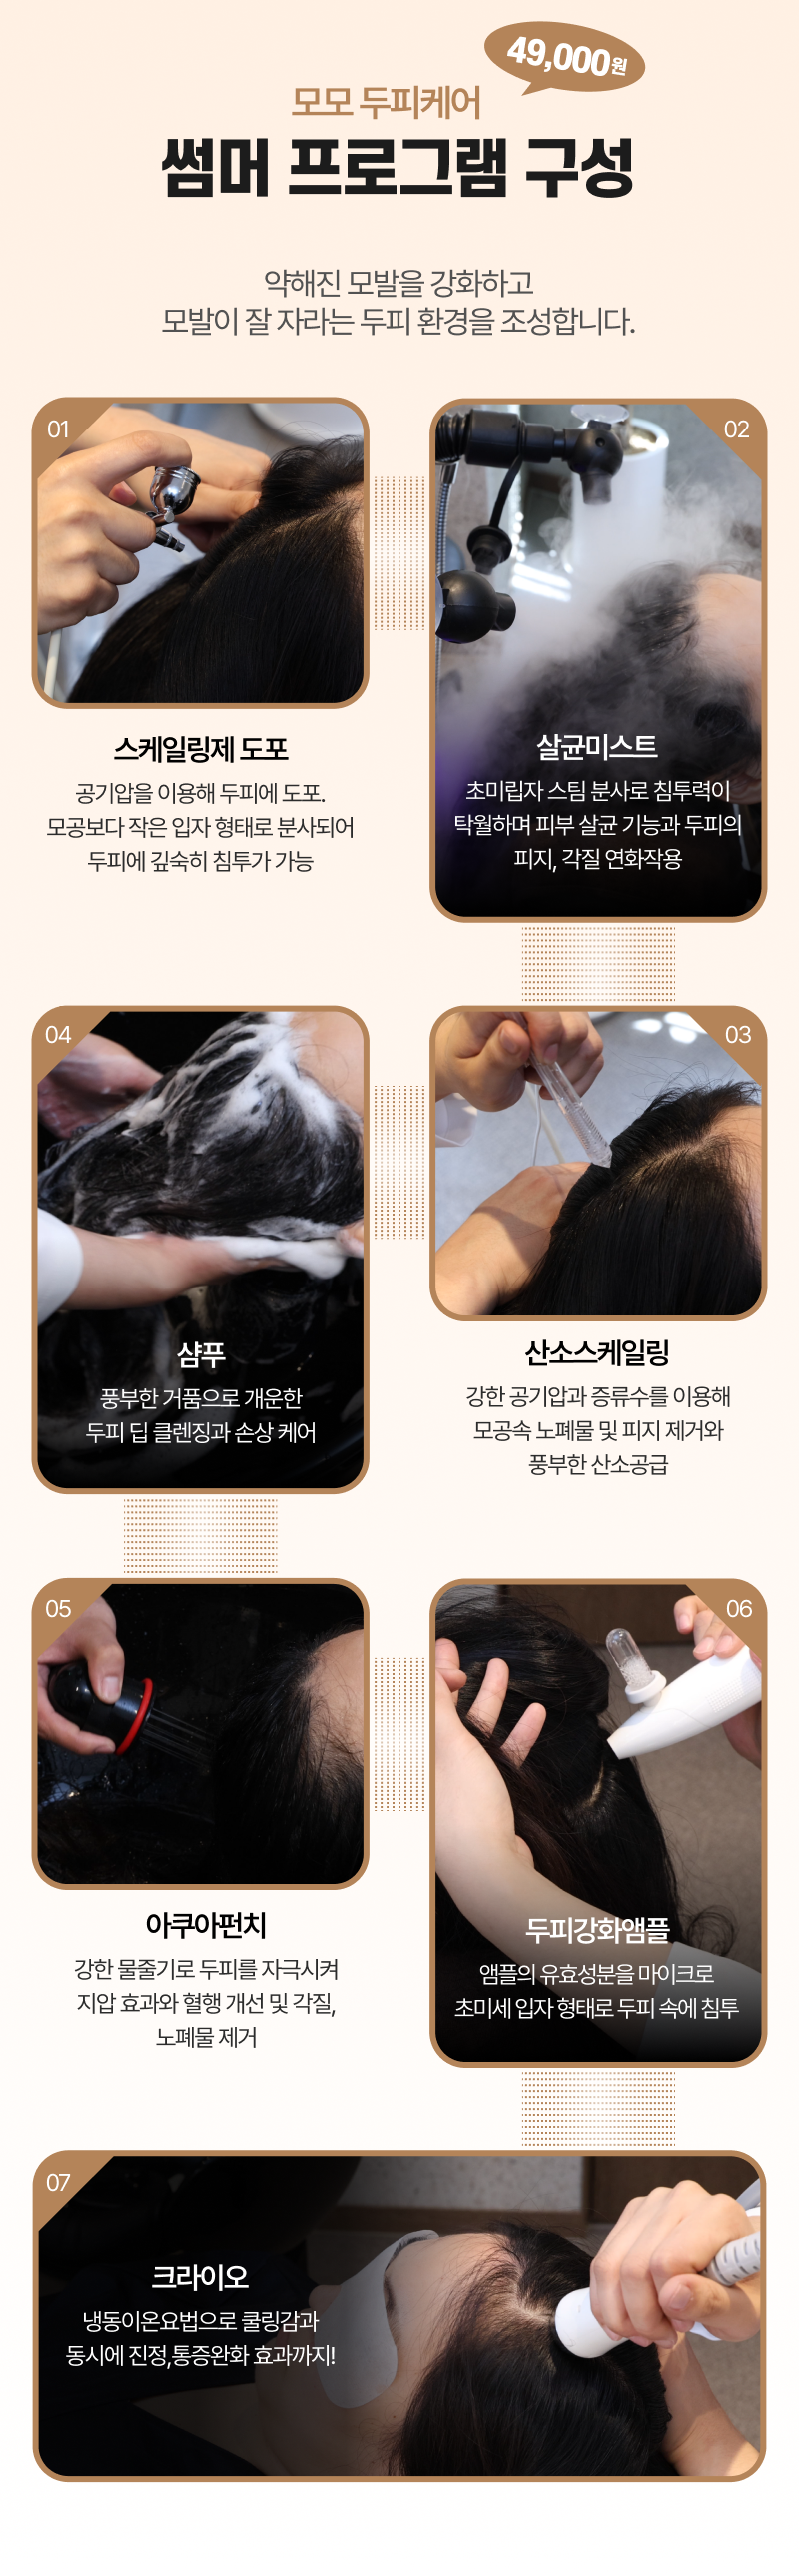 49,000원
모모 두피케어
썸머 프로그램 구성
약해진 모발을 강화하고
모발이 잘 자라는 두피 환경을 조성합니다.
01
스케일링제 도포
공기압을 이용해 두피에 도포.
모공보다 작은 입자 형태로 분사되어
두피에 깊숙히 침투가 가능
02
살균미스트
초미립자 스팀 분사로 침투력이
탁월하며 피부 살균 기능과 두피의
피지, 각질 연화작용
03
산소스케일링
강한 공기압과 증류수를 이용해
모공속 노폐물 및 피지 제거와
풍부한 산소공급
04
샴푸
풍부한 거품으로 개운한
두피 딥 클렌징과 손상 케어
05
아쿠아펀치
강한 물줄기로 두피를 자극시켜
지압 효과와 혈행 개선 및 각질,
노폐물 제거
06
두피강화앰플
앰플의 유효성분을 마이크로
초미세 입자 형태로 두피 속에 침투
07
크라이오
냉동이온요법으로 쿨링감과
동시에 진정,통증완화 효과까지!